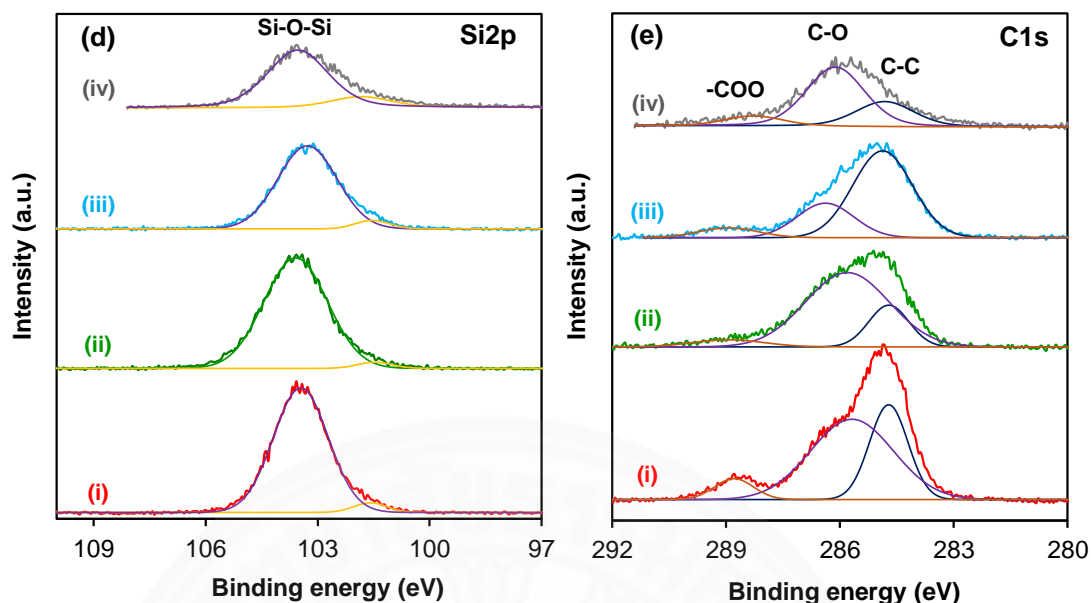 (d)
Si-O-Si
Si2p
(iv)
(iii)
(ii)
(i)
Intensity (a.u.)
109
106
103
100
97
Binding energy (eV)
(e)
C-O
C1s
C-C
-COO
(iv)
(iii)
(ii)
(i)
Intensity (a.u.)
292
289
286
283
280
Binding energy (eV)